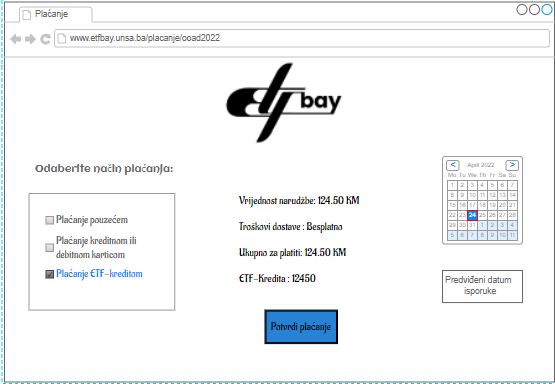 Plaćanje
www.etfbay.unsa.ba/placanje/ooad2022
etf bay
Odaberite način plaćanja:
Plaćanje pouzećem
Plaćanje kreditnom ili
debitnom karticom
Plaćanje ETF-kreditom
Vrijednost narudžbe: 124.50 KM
Troškovi dostave : Besplatno
Ukupno za platiti: 124.50 KM
ETF-Kredita : 12450
Potvrdi plaćanje
< April 2022 >
Mo Tu We Th Fr Sa Su
1 2 3 4 5 6 7
8 9 10 11 12 13 14
15 16 17 18 19 20 21
22 23 24 25 26 27 28
29 30 31 1 2 3 4
5 6 7 8 9 10 11
Predviđeni datum
isporuke